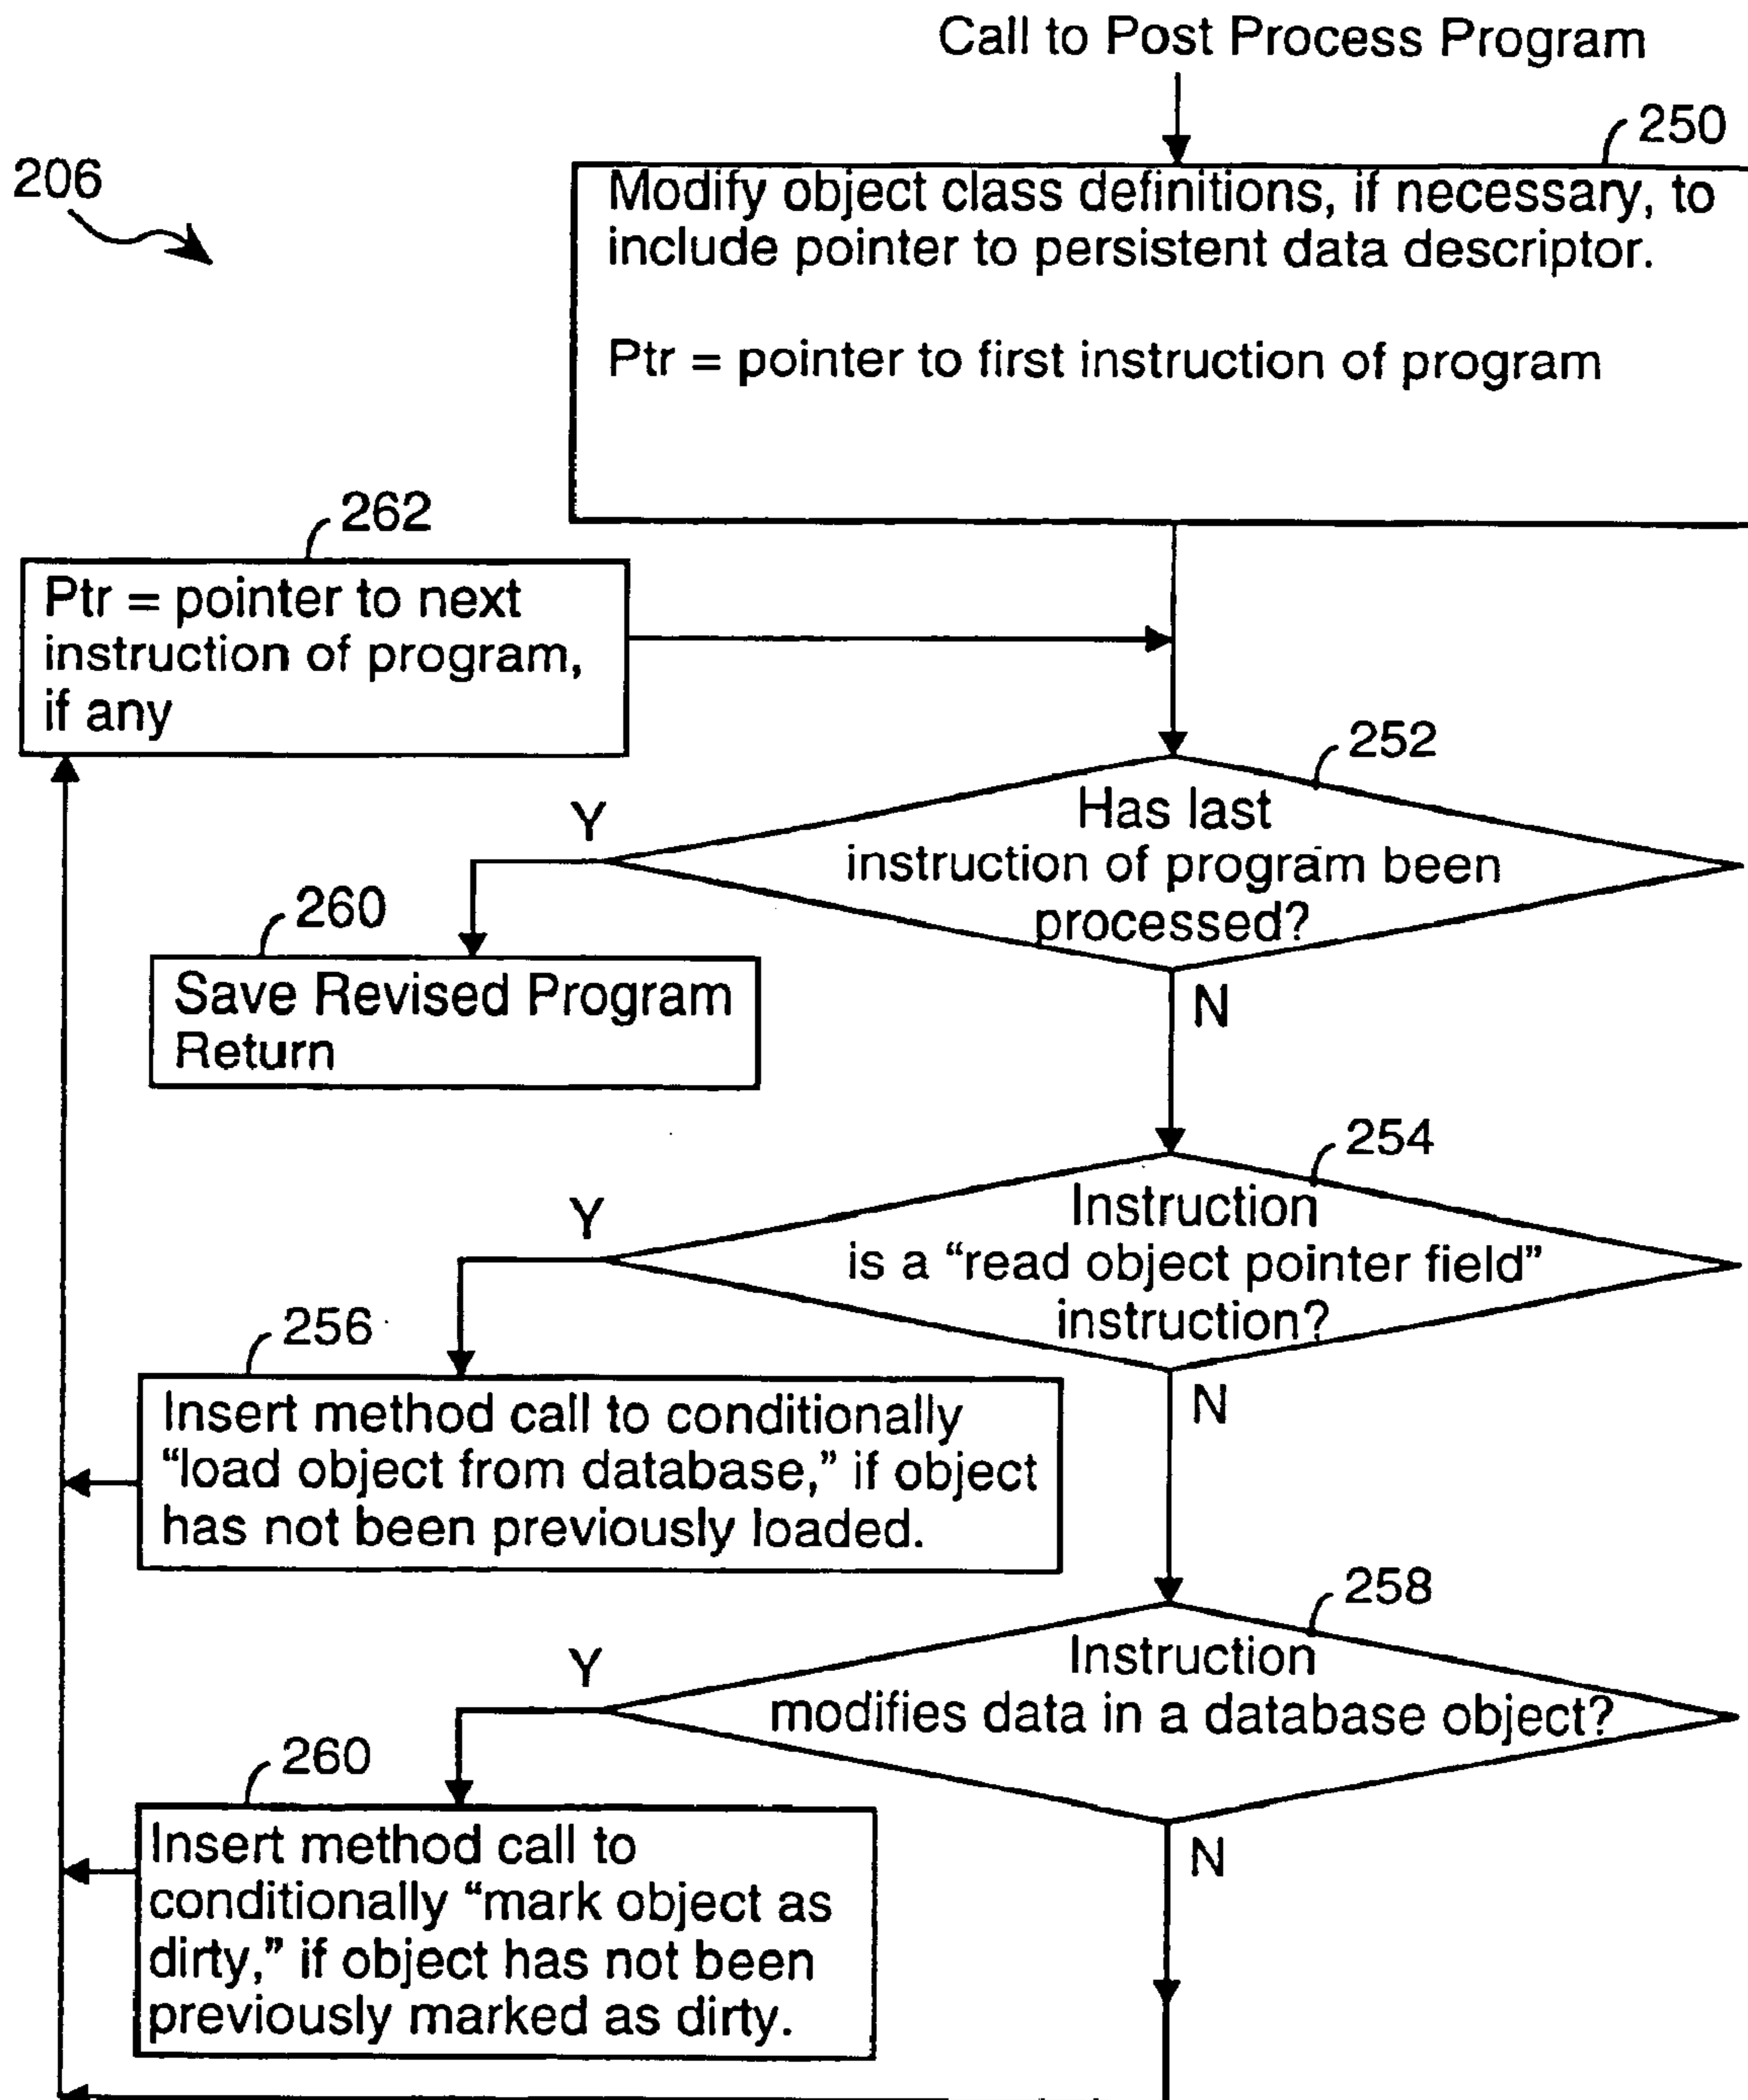 Call to Post Process Program
250
206
Modify object class definitions, if necessary, to
include pointer to persistent data descriptor.
Ptr = pointer to first instruction of program
262
Ptr = pointer to next
instruction of program,
if any
252
Has last
instruction of program been
processed?
Y
N
260
Save Revised Program
Return
254
Instruction
is a “read object pointer field”
instruction?
Y
N
256
Insert method call to conditionally
“load object from database,” if object
has not been previously loaded.
258
Instruction
modifies data in a database object?
Y
N
260
Insert method call to
conditionally “mark object as
dirty,” if object has not been
previously marked as dirty.